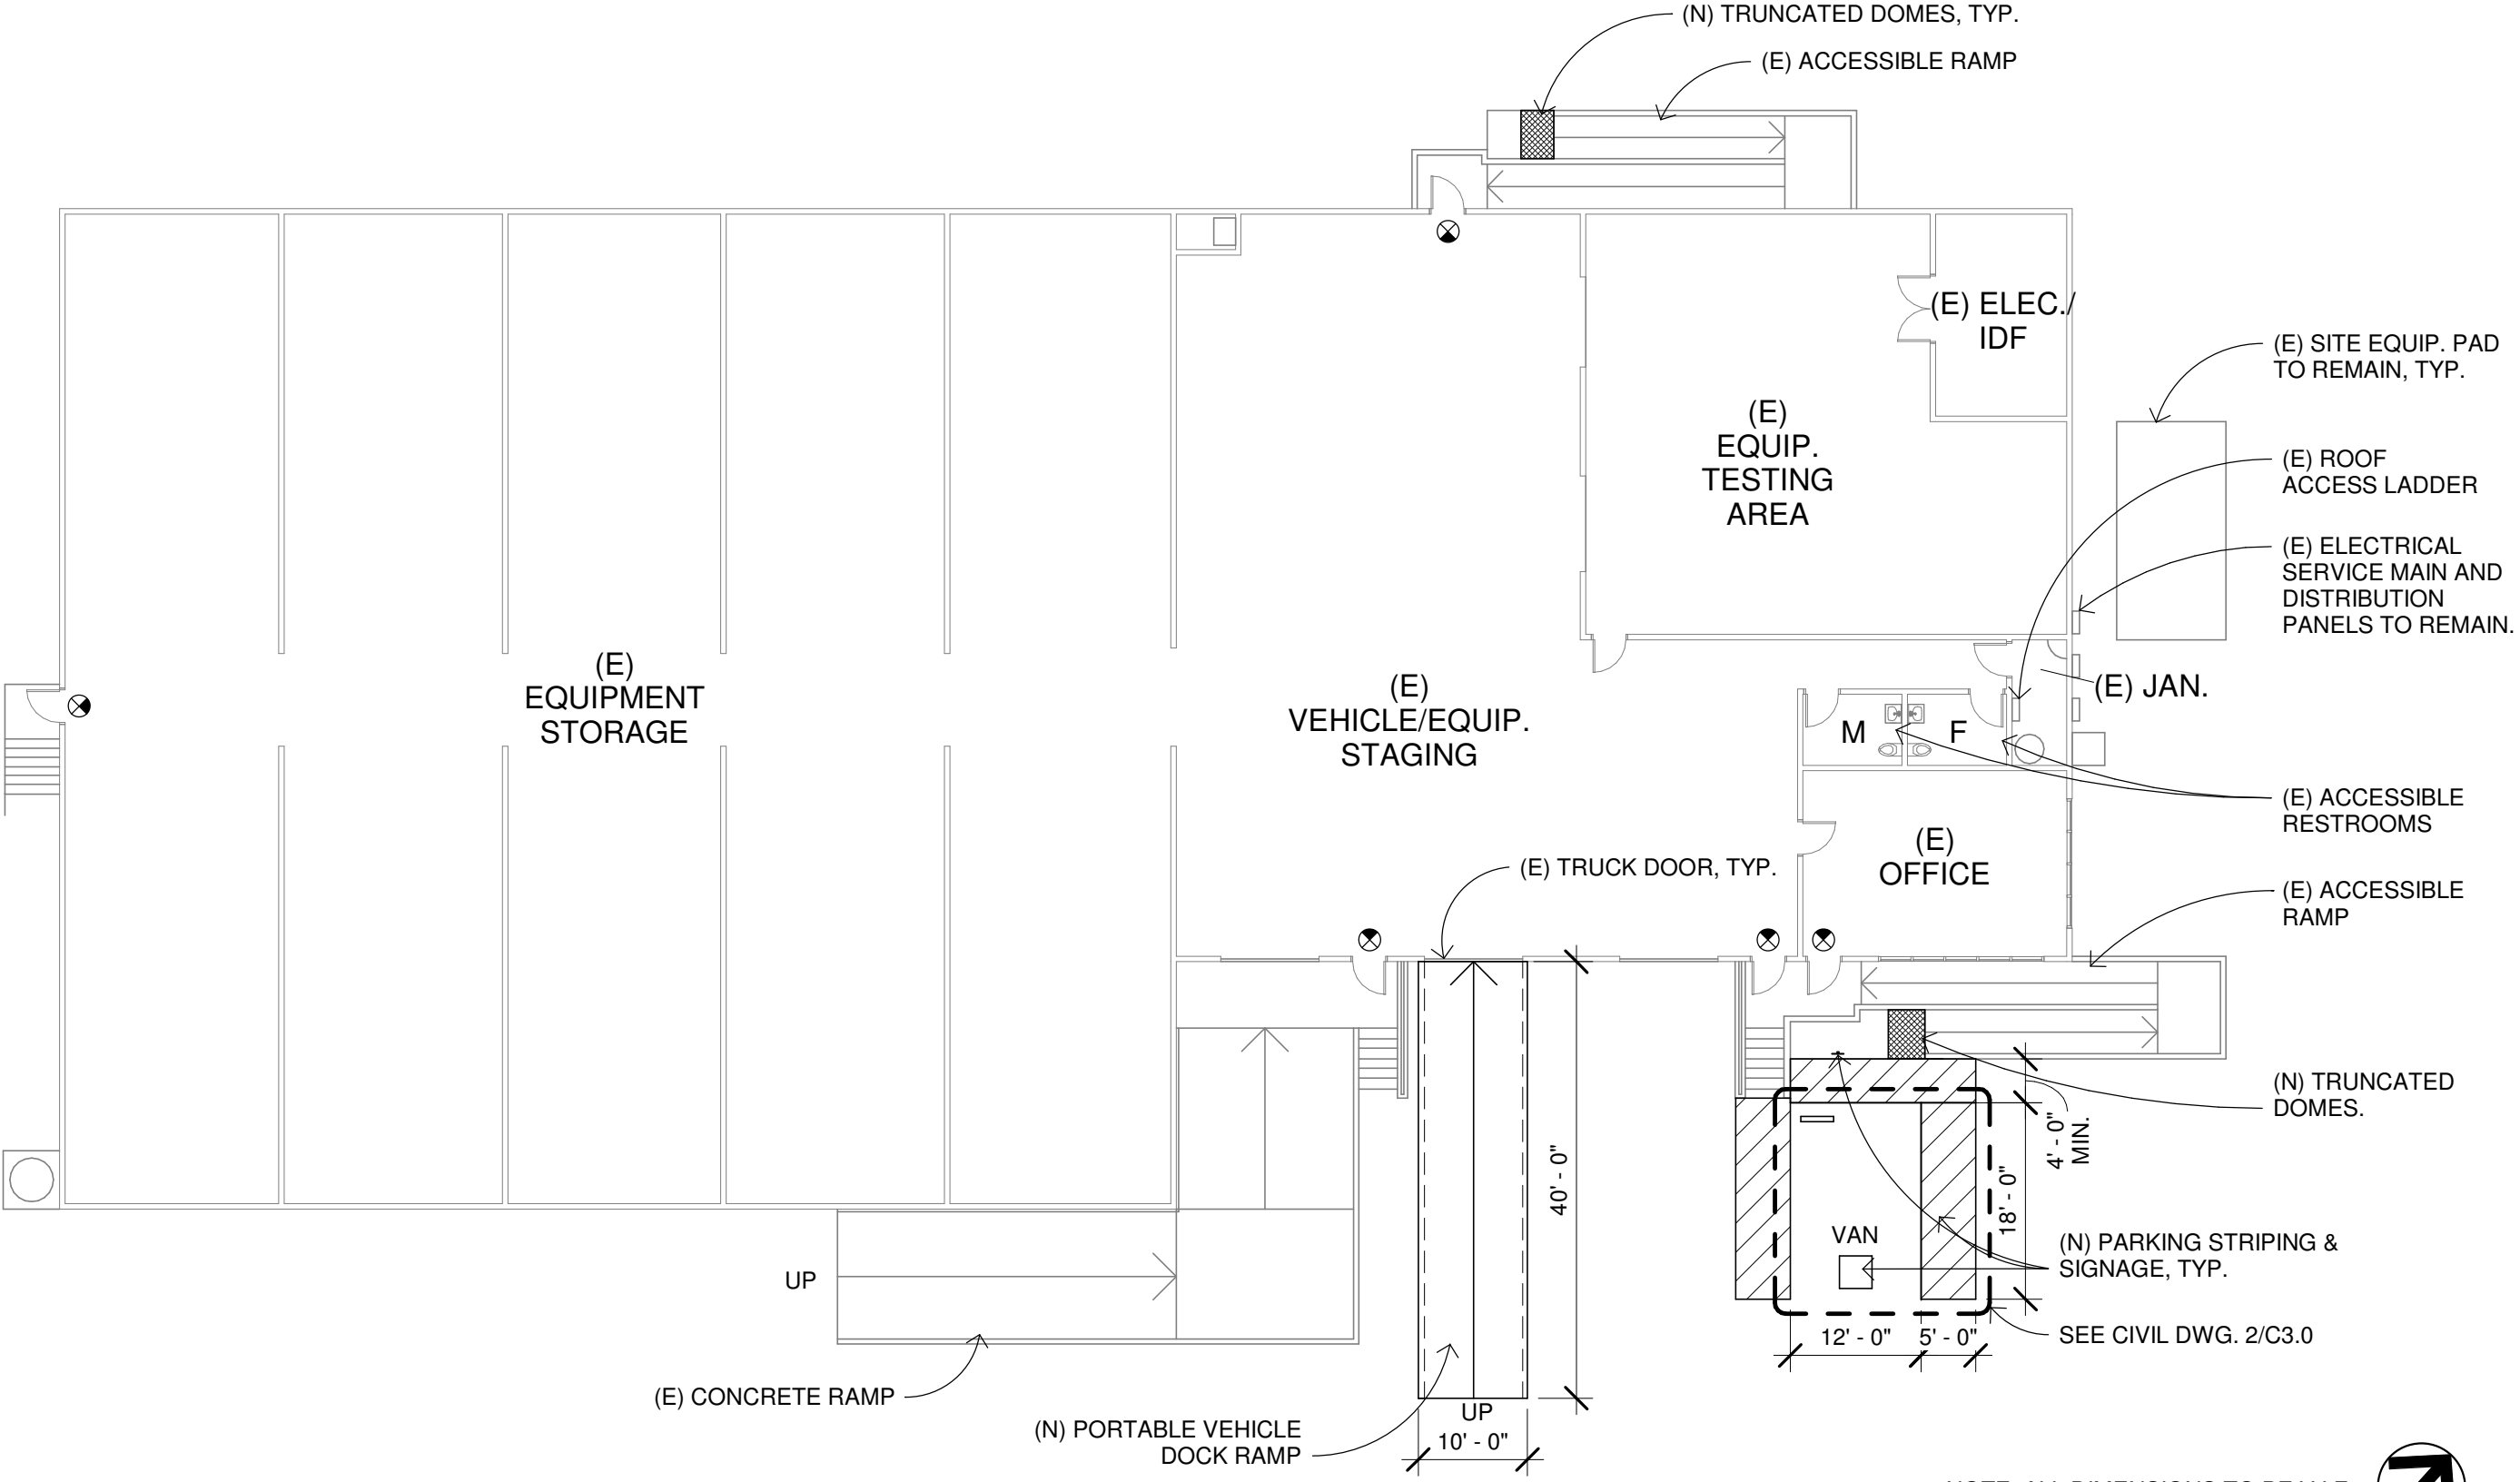 (N) TRUNCATED DOMES, TYP.
(E) ACCESSIBLE RAMP
(E) ELEC./
IDF
(E) SITE EQUIP. PAD
TO REMAIN, TYP.
(E)
EQUIP.
TESTING
AREA
(E) ROOF
ACCESS LADDER
(E) ELECTRICAL
SERVICE MAIN AND
DISTRIBUTION
PANELS TO REMAIN.
(E)
EQUIPMENT
STORAGE
(E)
VEHICLE/EQUIP.
STAGING
(E) JAN.
M
F
(E) ACCESSIBLE
RESTROOMS
(E)
OFFICE
(E) TRUCK DOOR, TYP.
(E) ACCESSIBLE
RAMP
(N) TRUNCATED
DOMES.
4' - 0"
MIN.
40' - 0"
18' - 0"
VAN
(N) PARKING STRIPING &
SIGNAGE, TYP.
UP
SEE CIVIL DWG. 2/C3.0
12' - 0"
5' - 0"
(E) CONCRETE RAMP
UP
(N) PORTABLE VEHICLE
DOCK RAMP
10' - 0"